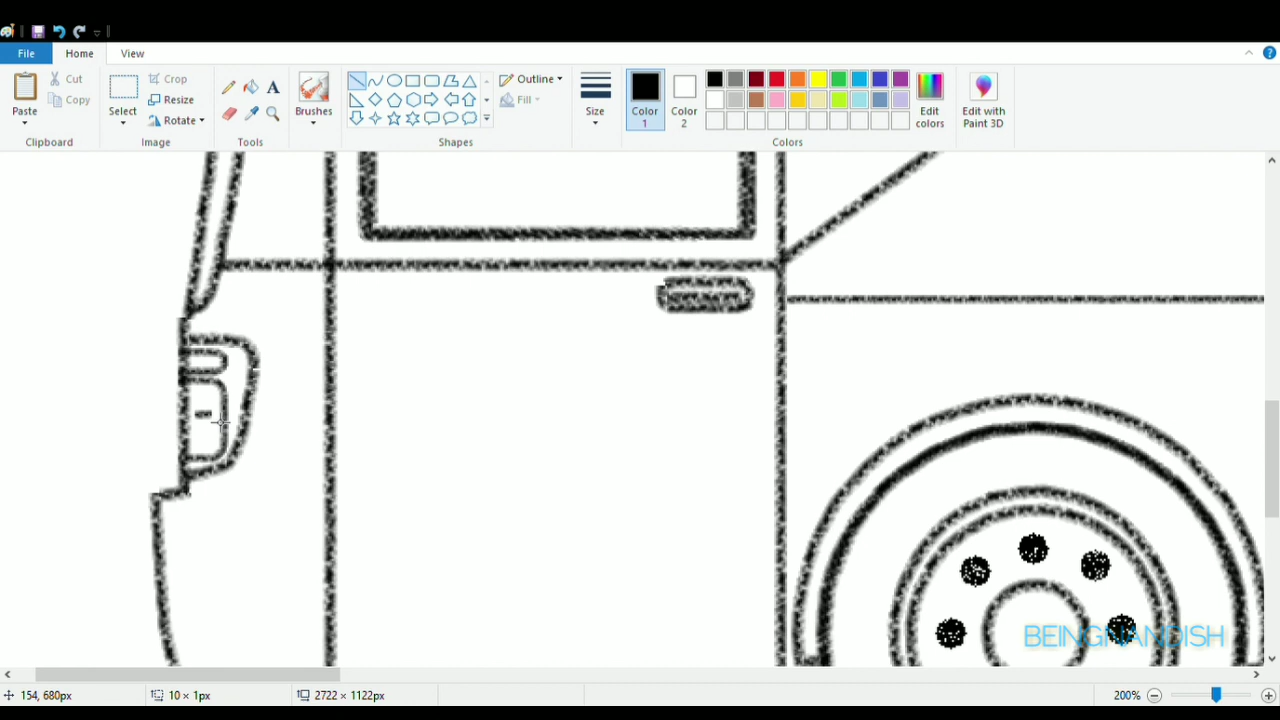 File Home View
Paste
Cut
Copy
Clipboard
Select
Crop
Resize
Rotate
Image
Tools
Brushes
Outline
Fill
Shapes
Size
Color
1
Color
2
Edit
colors
Colors
Edit with
Paint 3D
BEINGNANDISH
154, 680px 10 × 1px 2722 × 1122px 200%